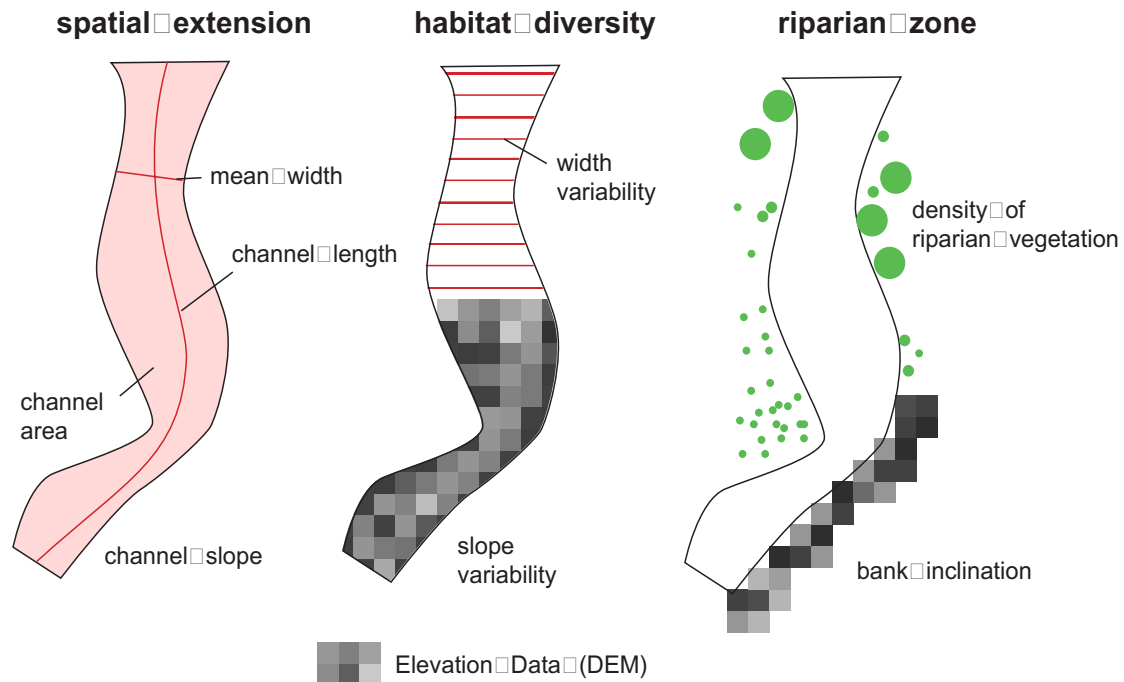 spatial extension
habitat diversity
riparian zone
mean width
channel length
channel
area
channel slope
width
variability
slope
variability
density of
riparian vegetation
bank inclination
Elevation Data (DEM)